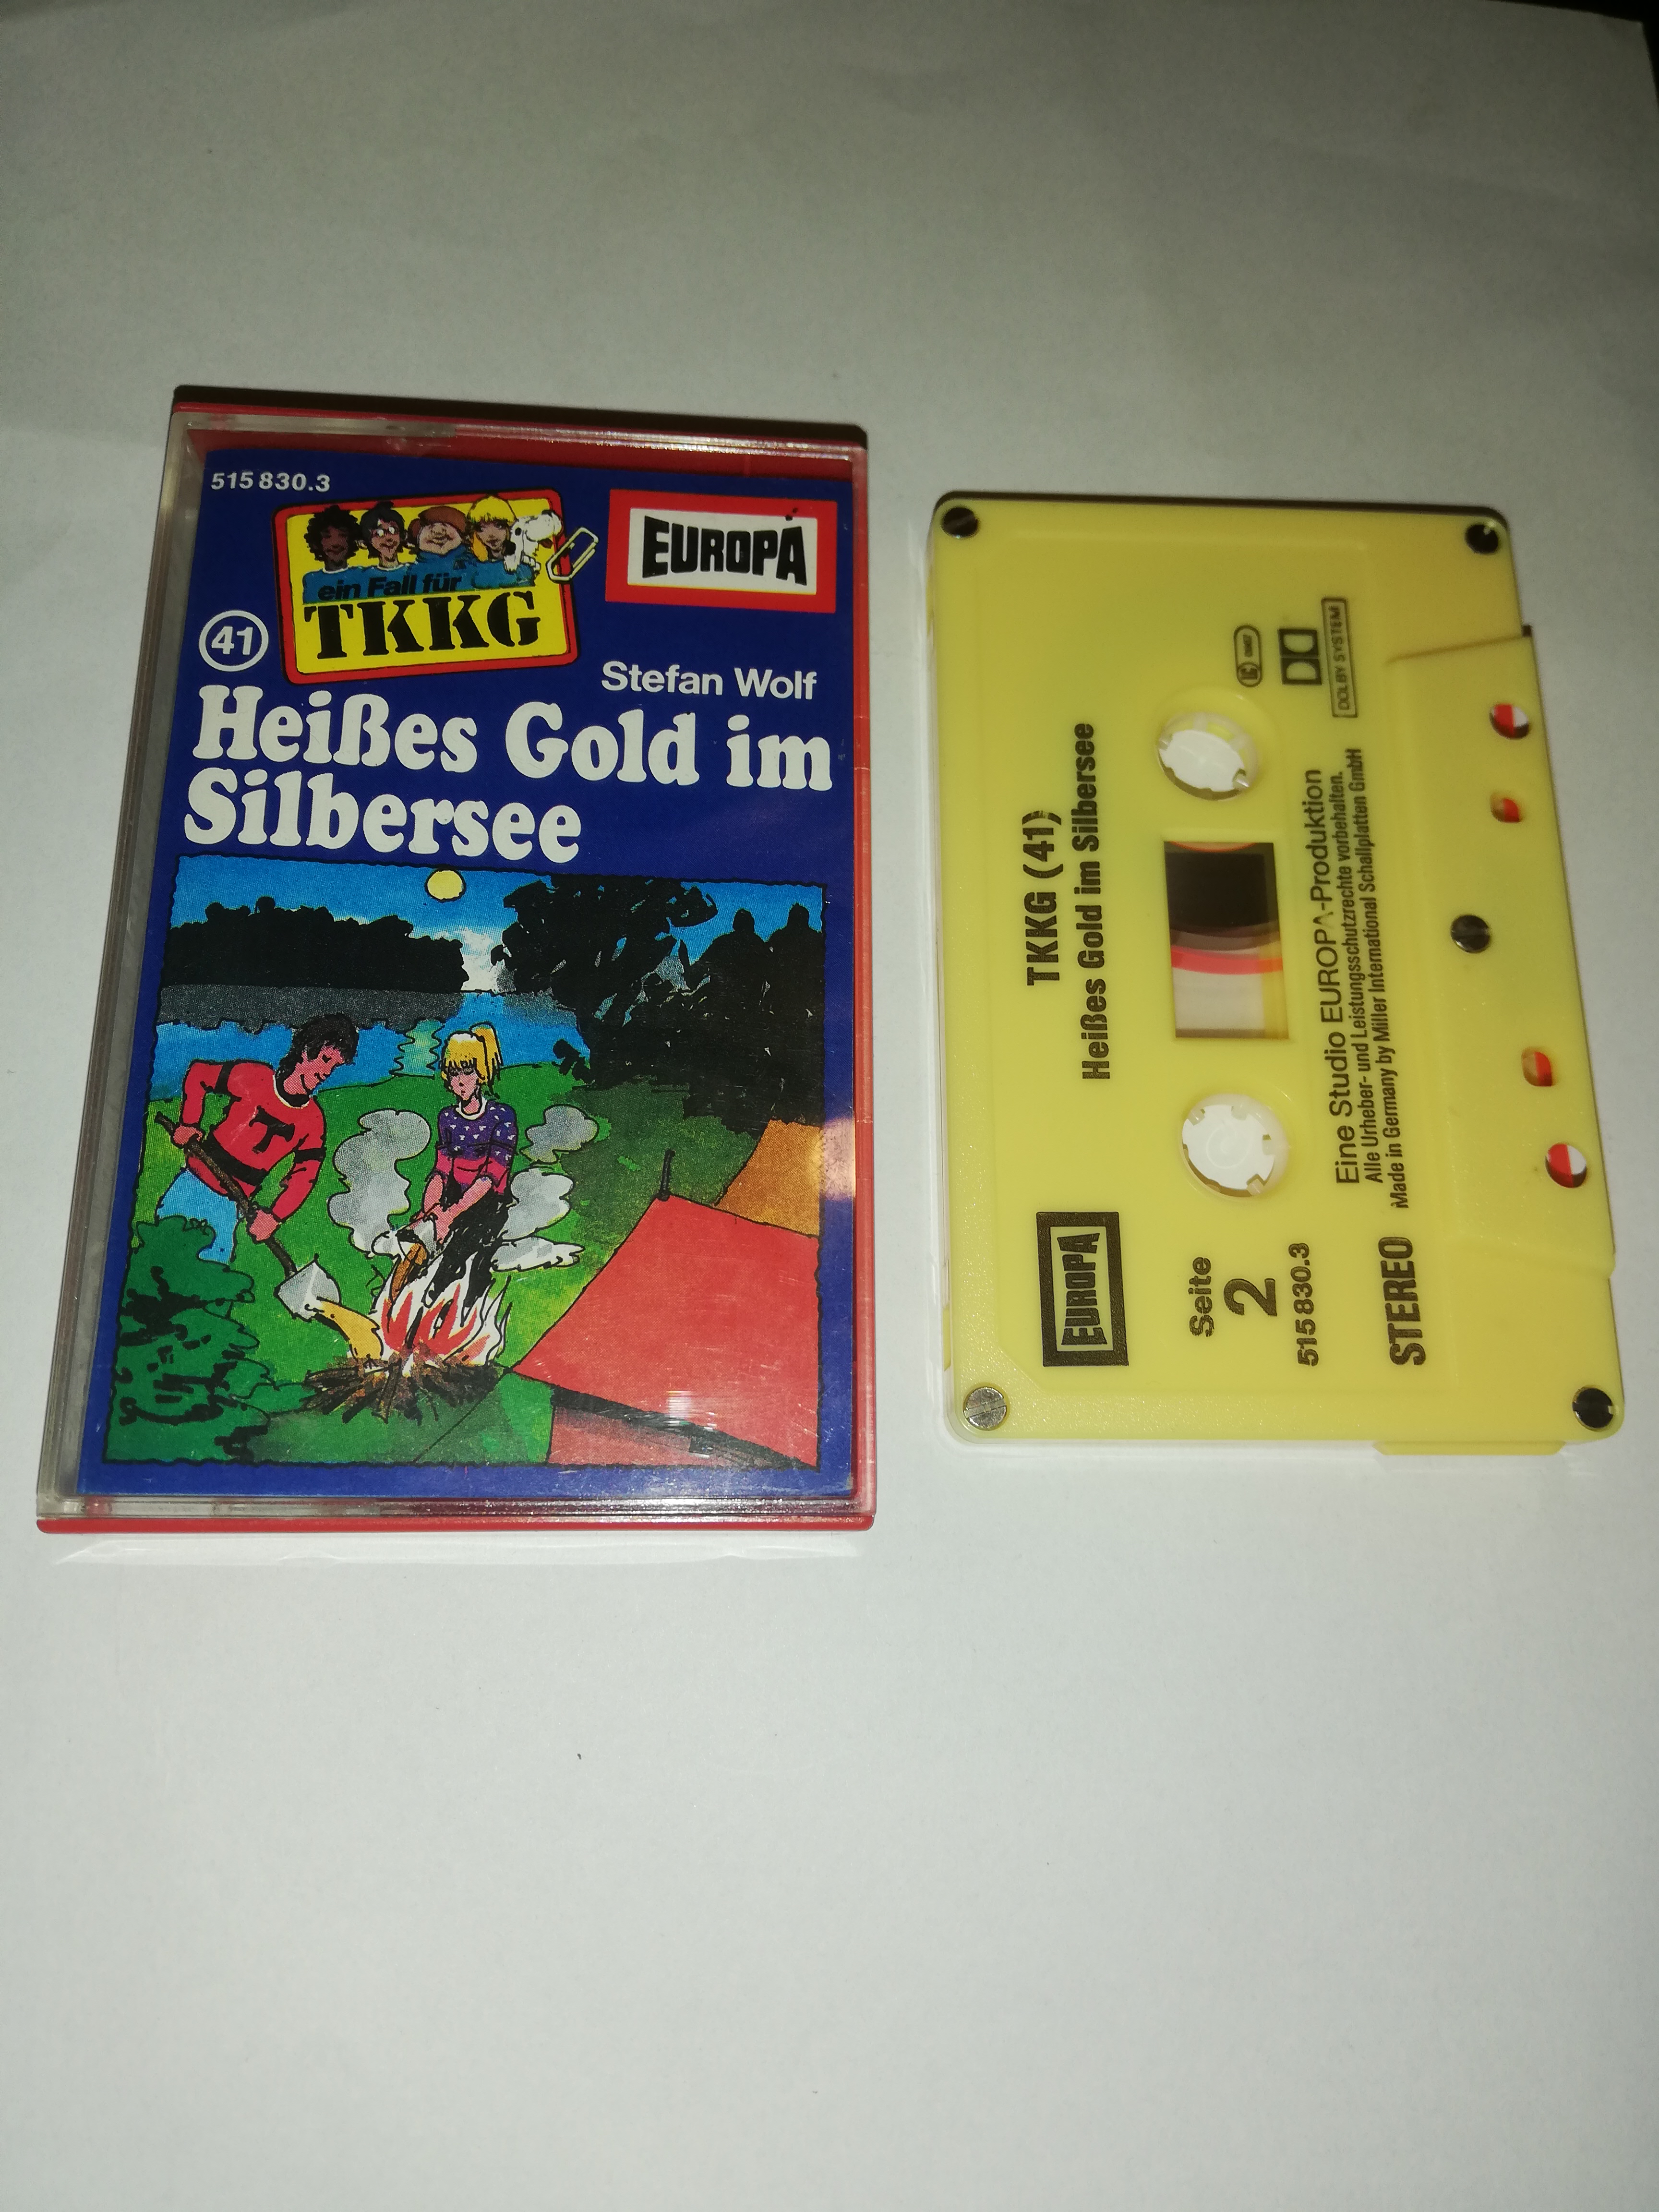 515 830.3
EUROPA
ein Fall für
TKKG
41
Stefan Wolf
Heißes Gold im
Silbersee
T
TKKG (41)
Heißes Gold im Silbersee
EUROPA
Seite
2
515 830.3
STEREO
DOLBY SYSTEM
Eine Studio EUROPA-Produktion
Alle Urheber- und Leistungsschutzrechte vorbehalten.
Made in Germany by Miller International Schallplatten GmbH